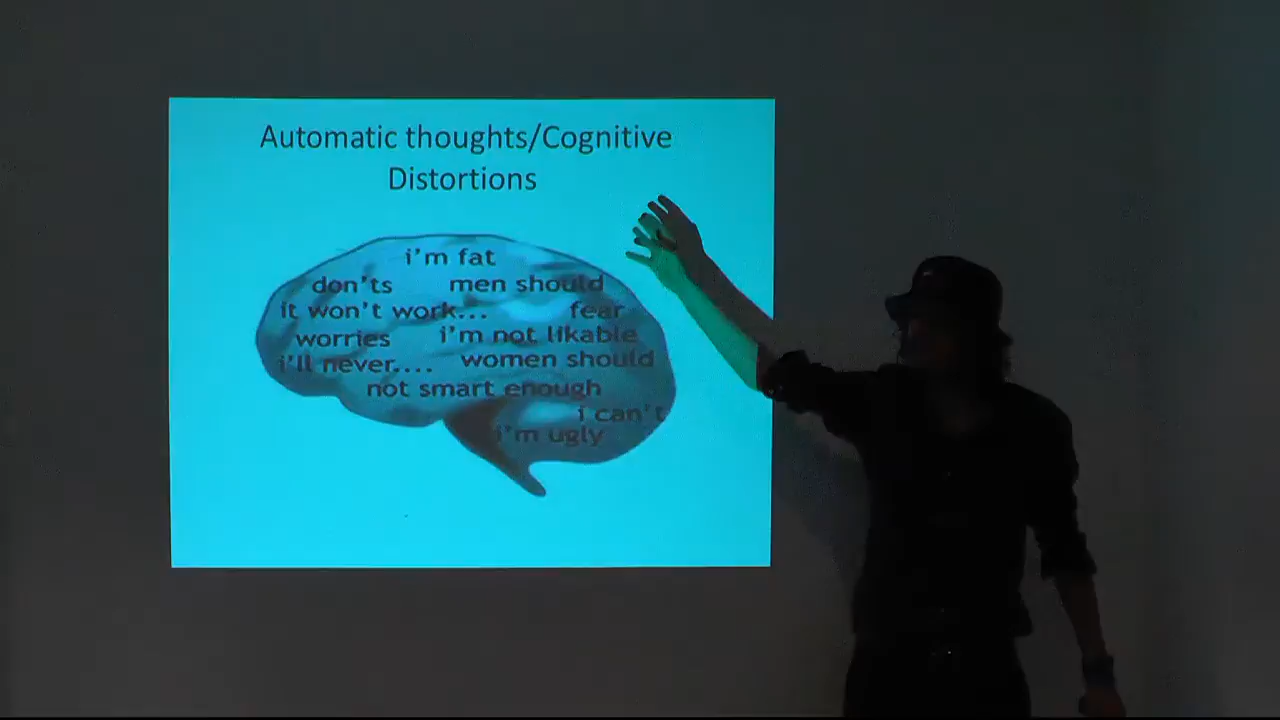 Automatic thoughts/Cognitive
Distortions
i'm fat
don'ts men should
it won't work... fear
worries i'm not likable
i'll never.... women should
not smart enough
i can't
i'm ugly